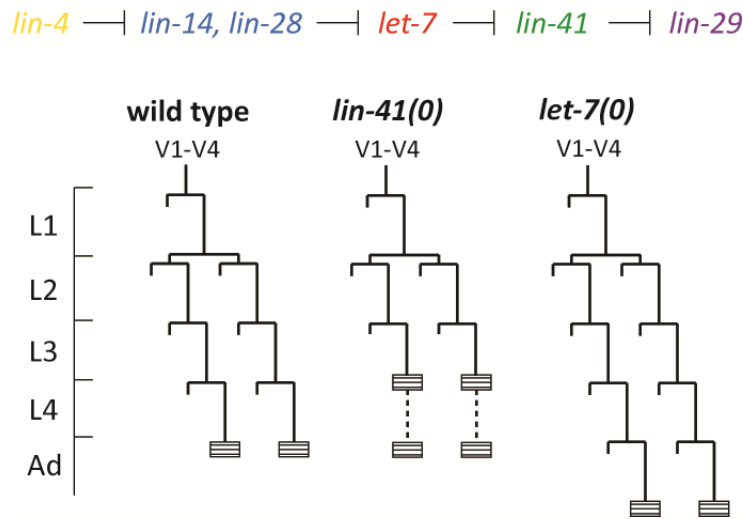 lin-4 lin-14, lin-28 let-7 lin-41 lin-29
wild type lin-41(0) let-7(0)
V1-V4 V1-V4 V1-V4
L1
L2
L3
L4
Ad